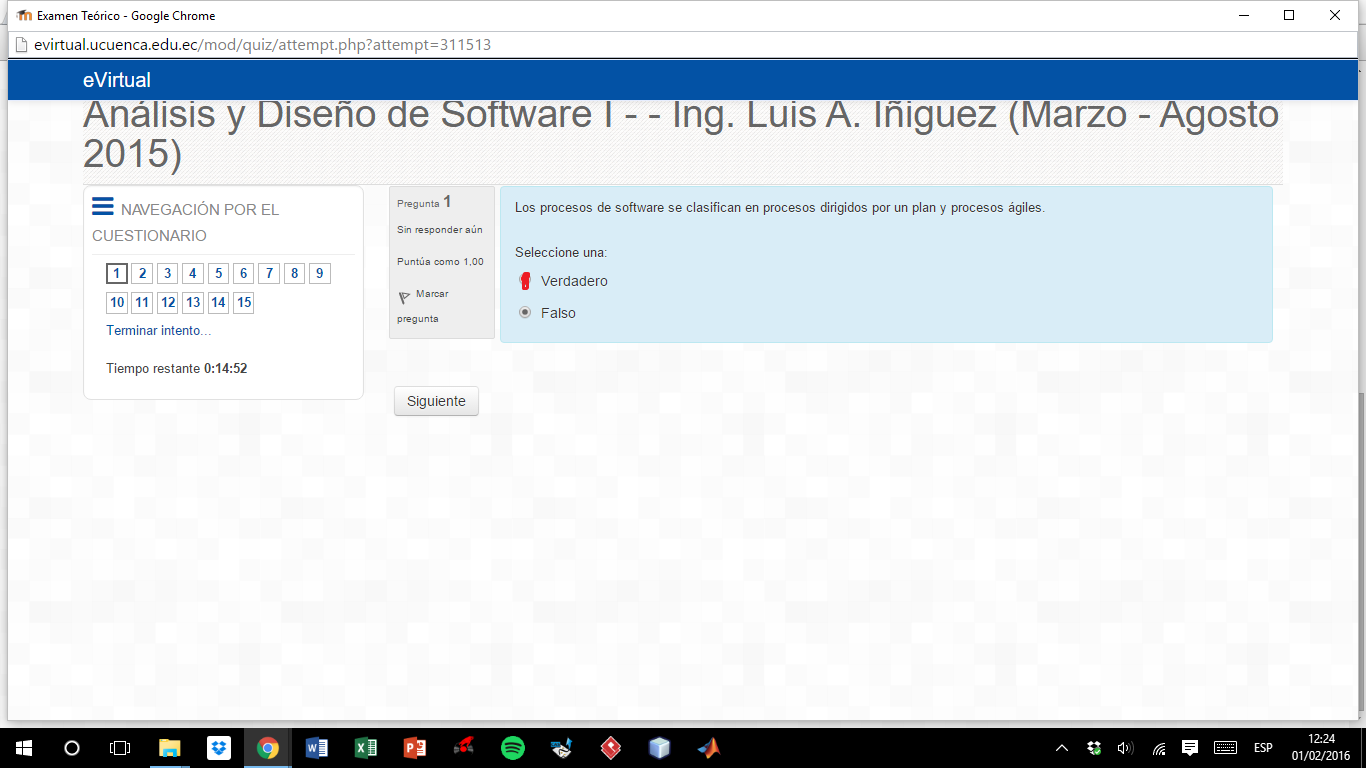 Examen Teórico - Google Chrome
evirtual.ucuenca.edu.ec/mod/quiz/attempt.php?attempt=311513
eVirtual
Análisis y Diseño de Software I - - Ing. Luis A. Iñiguez (Marzo - Agosto
2015)
NAVEGACIÓN POR EL
CUESTIONARIO
1 2 3 4 5 6 7 8 9
10 11 12 13 14 15
Terminar intento...
Tiempo restante 0:14:52
Pregunta 1
Sin responder aún
Puntúa como 1,00
Marcar
pregunta
Los procesos de software se clasifican en procesos dirigidos por un plan y procesos ágiles.
Seleccione una:
Verdadero
Falso
Siguiente
ESP
12:24
01/02/2016